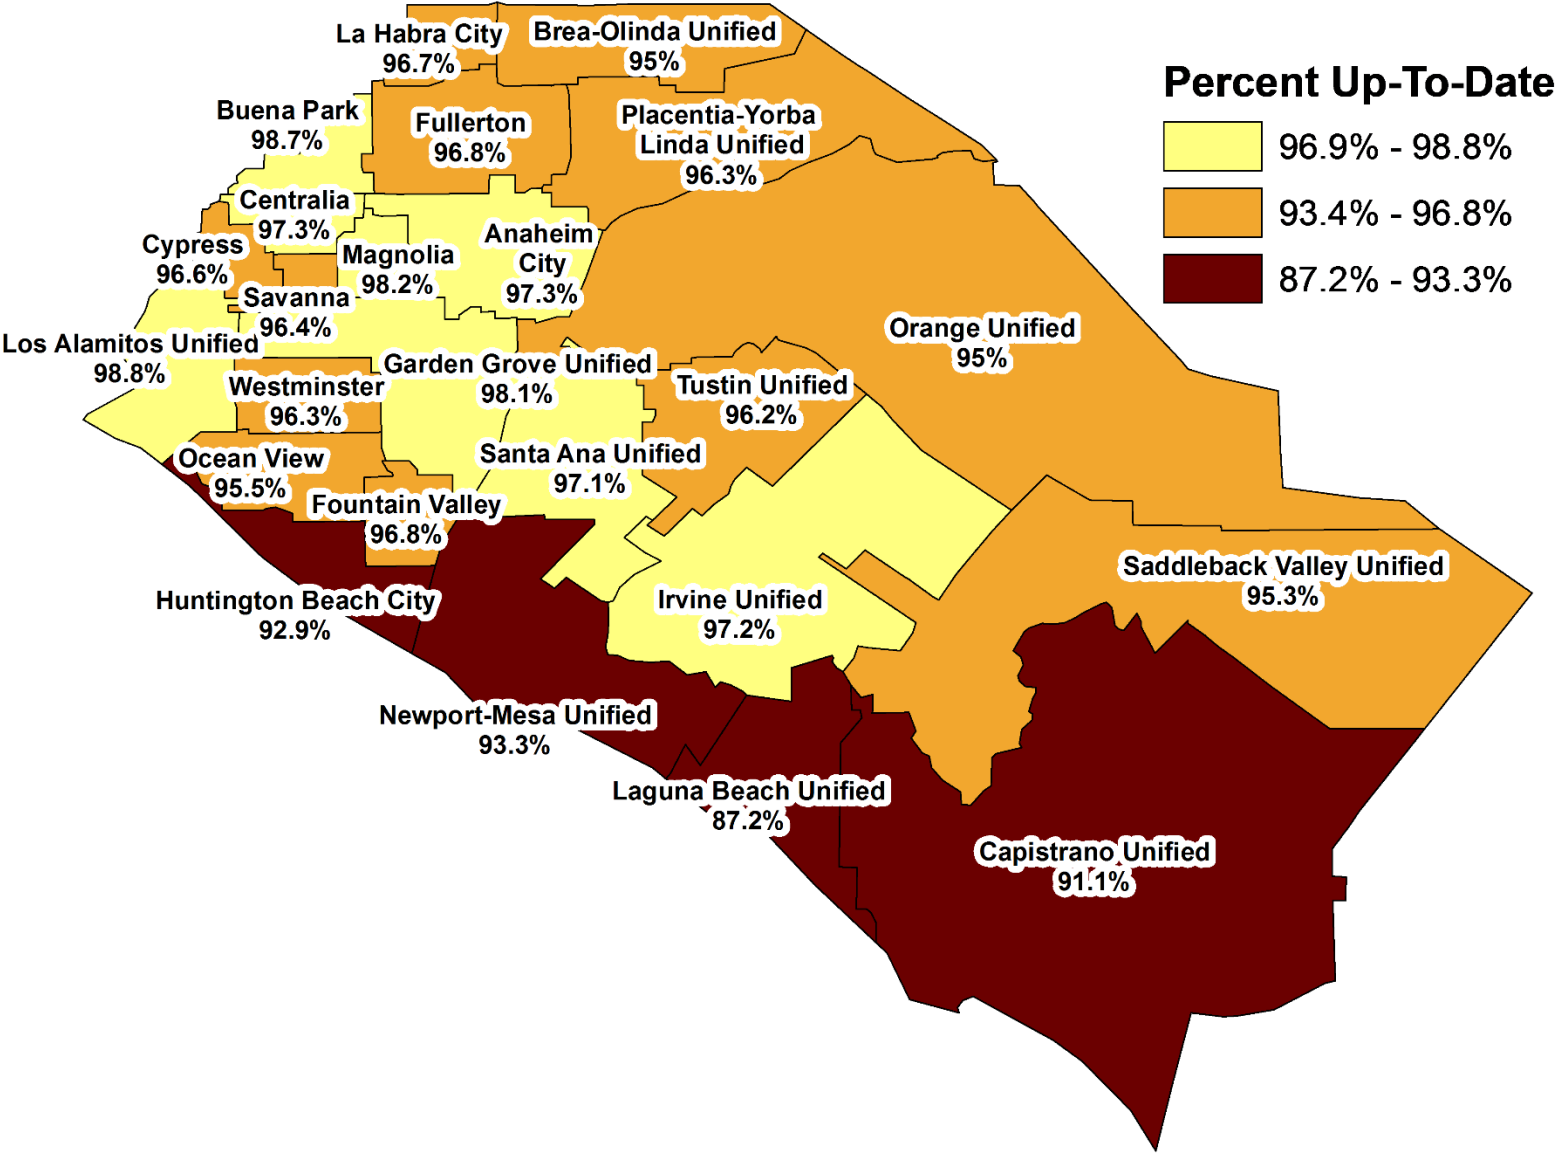 La Habra City
96.7%
Brea-Olinda Unified
95%
Percent Up-To-Date
96.9% - 98.8%
93.4% - 96.8%
87.2% - 93.3%
Buena Park
98.7%
Fullerton
96.8%
Placentia-Yorba
Linda Unified
96.3%
Centralia
97.3%
Cypress
96.6%
Magnolia
98.2%
Anaheim
City
97.3%
Savanna
96.4%
Los Alamitos Unified
98.8%
Orange Unified
95%
Garden Grove Unified
98.1%
Westminster
96.3%
Tustin Unified
96.2%
Ocean View
95.5%
Santa Ana Unified
97.1%
Fountain Valley
96.8%
Saddleback Valley Unified
95.3%
Huntington Beach City
92.9%
Irvine Unified
97.2%
Newport-Mesa Unified
93.3%
Laguna Beach Unified
87.2%
Capistrano Unified
91.1%